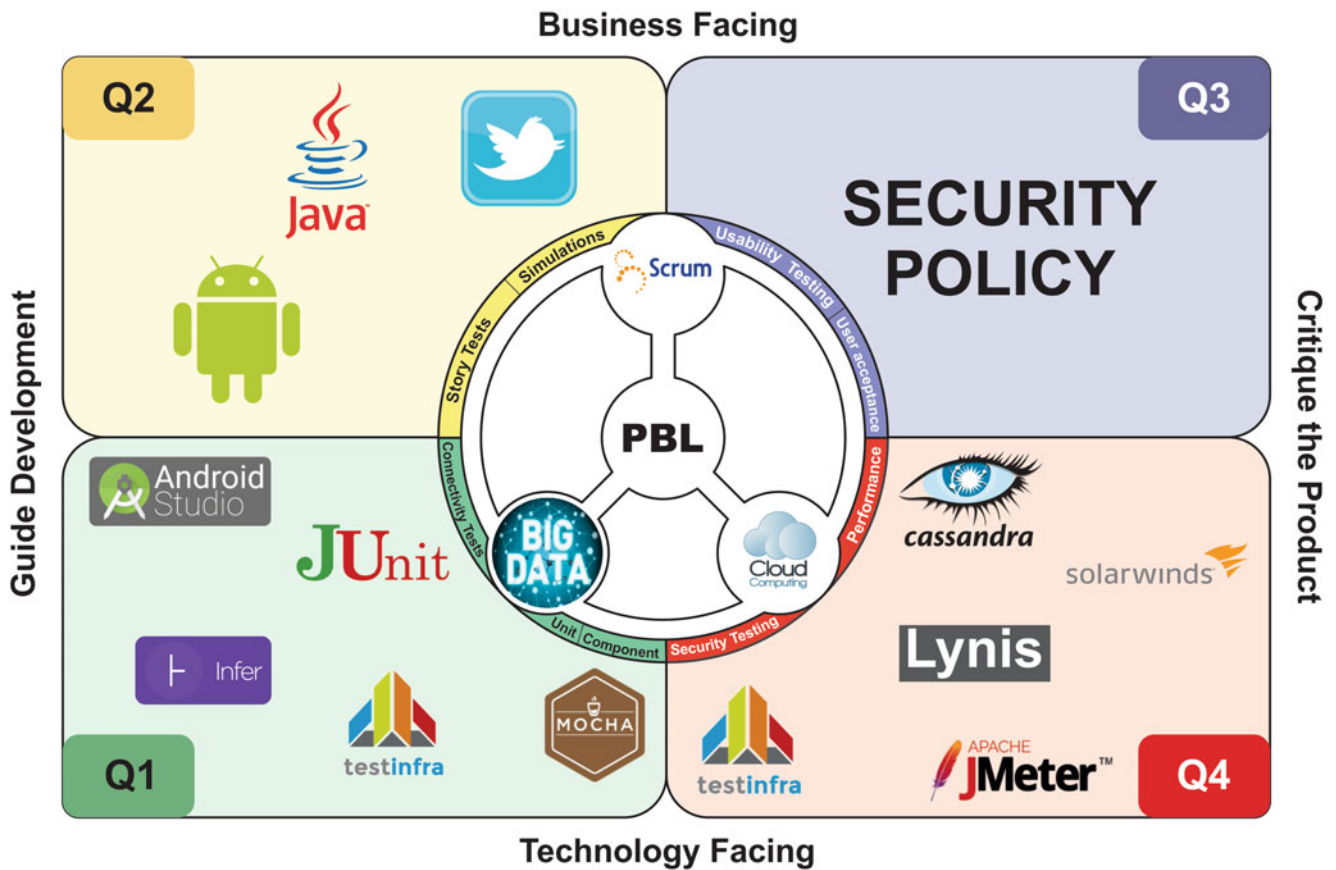 Business Facing
Q2
Java™
Q3
SECURITY
POLICY
Guide Development
Critique the Product
Story Tests
Simulations
Usability Testing
User acceptance
Scrum
PBL
BIG
DATA
Cloud
Computing
Connectivity Tests
Unit
Component
Security Testing
Performance
Android
Studio
JUnit
Infer
testinfra
MOCHA
Q1
cassandra
solarwinds
Lynis
testinfra
APACHE
JMeter™
Q4
Technology Facing